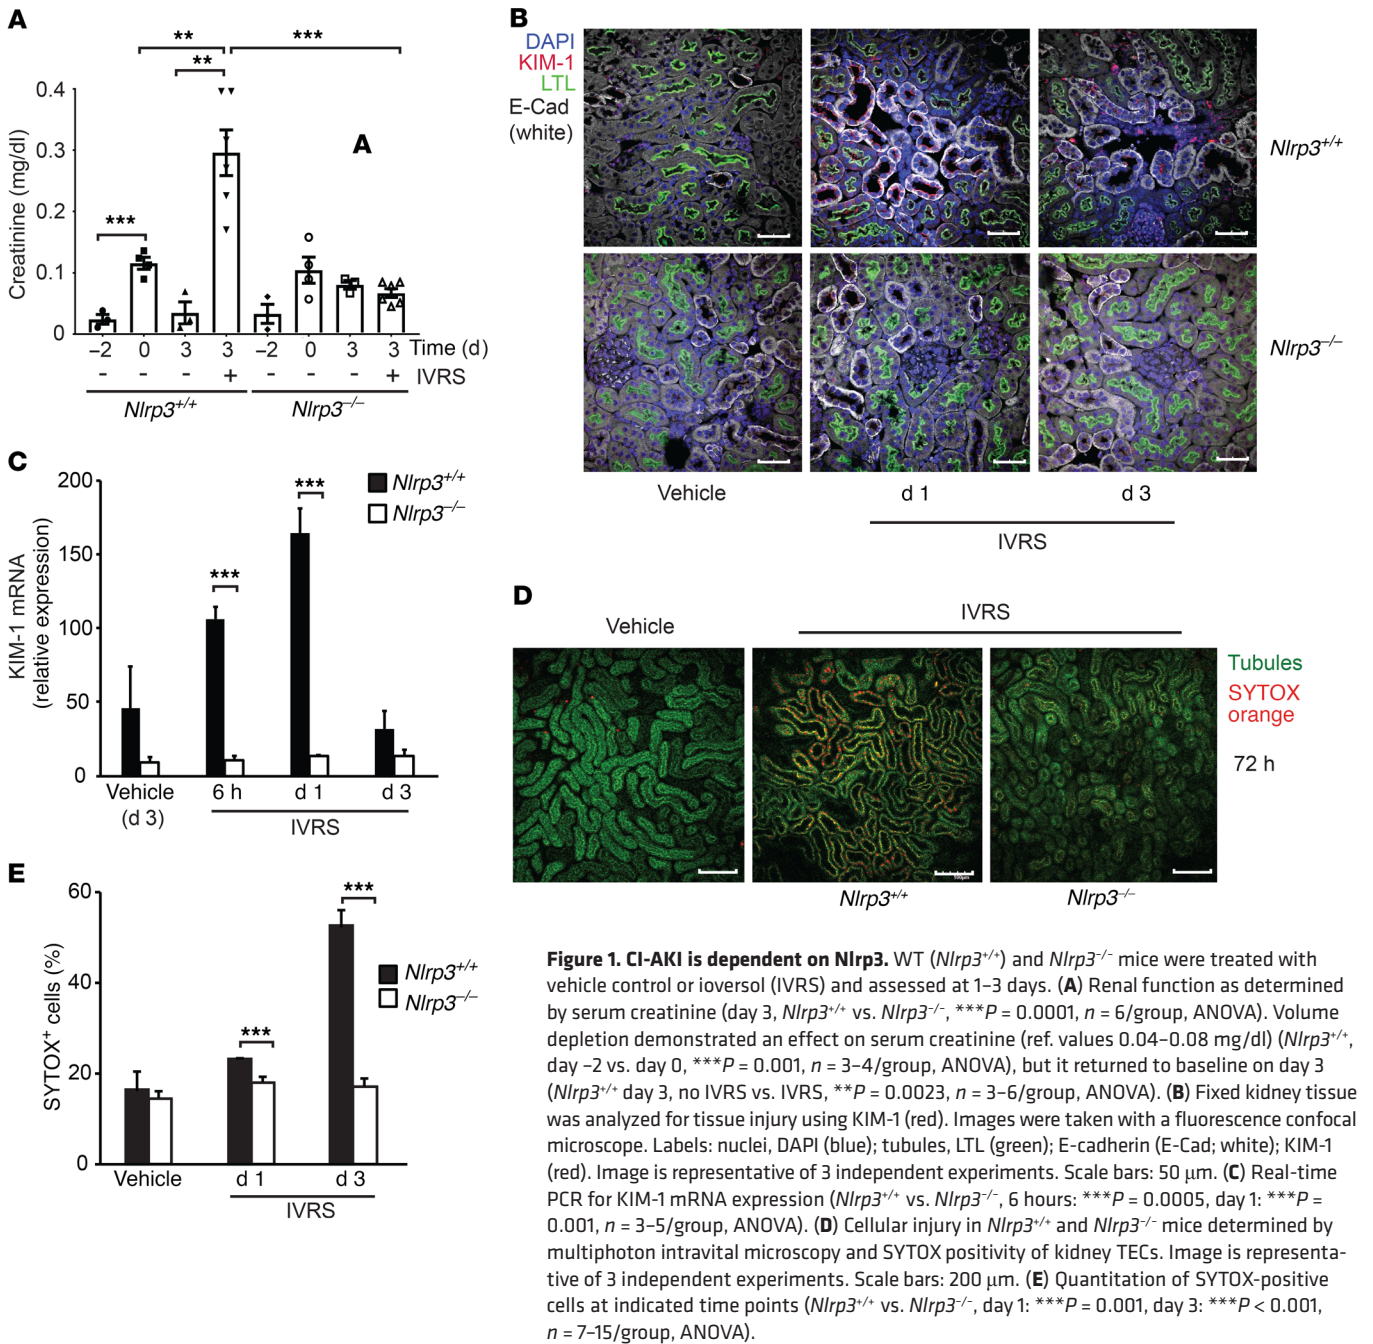 A
** ***
**
0.4
0.3
0.2
0.1
0
Creatinine (mg/dl)
***
A
–2 0 3 3 –2 0 3 3 Time (d)
- - - + - - - + IVRS
Nlrp3+/+ Nlrp3–/–
B
DAPI
KIM-1
LTL
E-Cad
(white)
Nlrp3+/+
Nlrp3–/–
Vehicle d 1 d 3
IVRS
C
200
150
100
50
0
KIM-1 mRNA
(relative expression)
Nlrp3+/+
Nlrp3–/–
***
***
Vehicle 6 h d 1 d 3
(d 3)
IVRS
D
Vehicle
IVRS
Tubules
SYTOX
orange
72 h
Nlrp3+/+ Nlrp3–/–
E
60
40
20
0
SYTOX+ cells (%)
***
***
Nlrp3+/+
Nlrp3–/–
Vehicle d 1 d 3
IVRS
Figure 1. CI-AKI is dependent on Nlrp3. WT (Nlrp3+/+) and Nlrp3–/– mice were treated with
vehicle control or ioversol (IVRS) and assessed at 1–3 days. (A) Renal function as determined
by serum creatinine (day 3, Nlrp3+/+ vs. Nlrp3–/–, ***P = 0.0001, n = 6/group, ANOVA). Volume
depletion demonstrated an effect on serum creatinine (ref. values 0.04–0.08 mg/dl) (Nlrp3+/+,
day –2 vs. day 0, ***P = 0.001, n = 3–4/group, ANOVA), but it returned to baseline on day 3
(Nlrp3+/+ day 3, no IVRS vs. IVRS, **P = 0.0023, n = 3–6/group, ANOVA). (B) Fixed kidney tissue
was analyzed for tissue injury using KIM-1 (red). Images were taken with a fluorescence confocal
microscope. Labels: nuclei, DAPI (blue); tubules, LTL (green); E-cadherin (E-Cad; white); KIM-1
(red). Image is representative of 3 independent experiments. Scale bars: 50 μm. (C) Real-time
PCR for KIM-1 mRNA expression (Nlrp3+/+ vs. Nlrp3–/–, 6 hours: ***P = 0.0005, day 1: ***P =
0.001, n = 3–5/group, ANOVA). (D) Cellular injury in Nlrp3+/+ and Nlrp3–/– mice determined by
multiphoton intravital microscopy and SYTOX positivity of kidney TECs. Image is representa-
tive of 3 independent experiments. Scale bars: 200 μm. (E) Quantitation of SYTOX-positive
cells at indicated time points (Nlrp3+/+ vs. Nlrp3–/–, day 1: ***P = 0.001, day 3: ***P < 0.001,
n = 7–15/group, ANOVA).